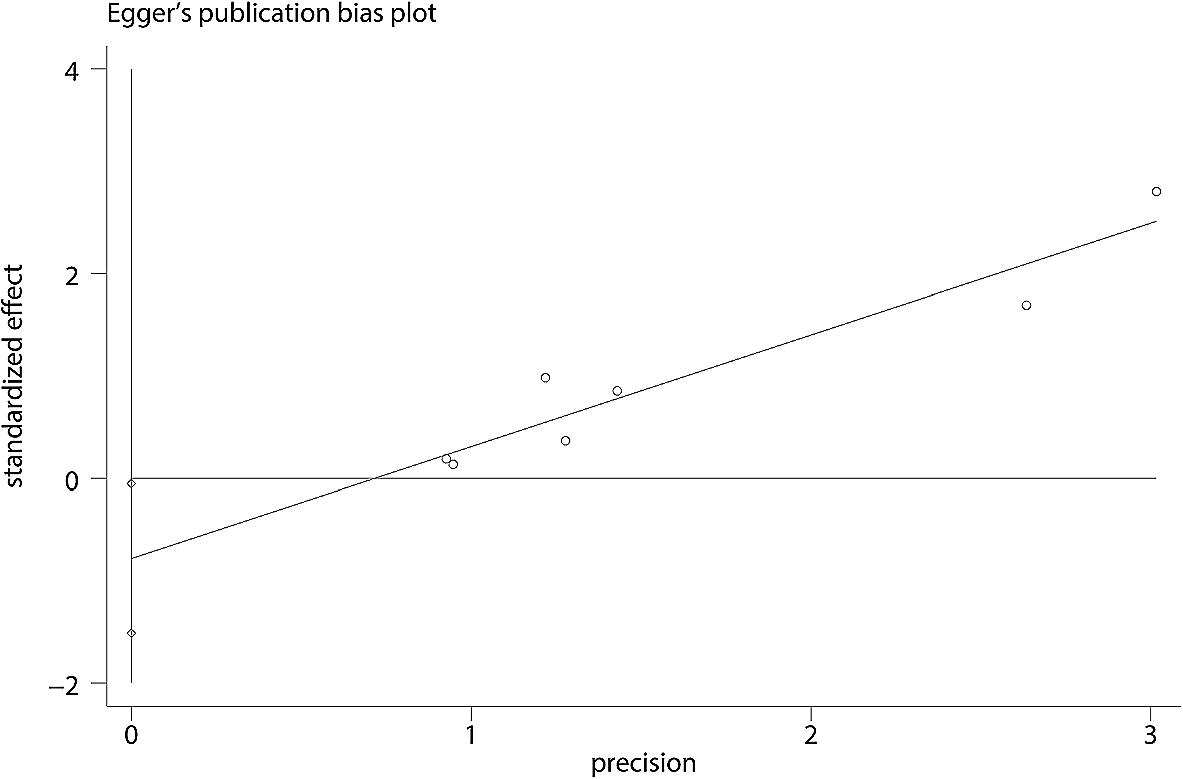 Egger’s publication bias plot
4
2
0
−2
standardized effect
0
1
2
3
precision